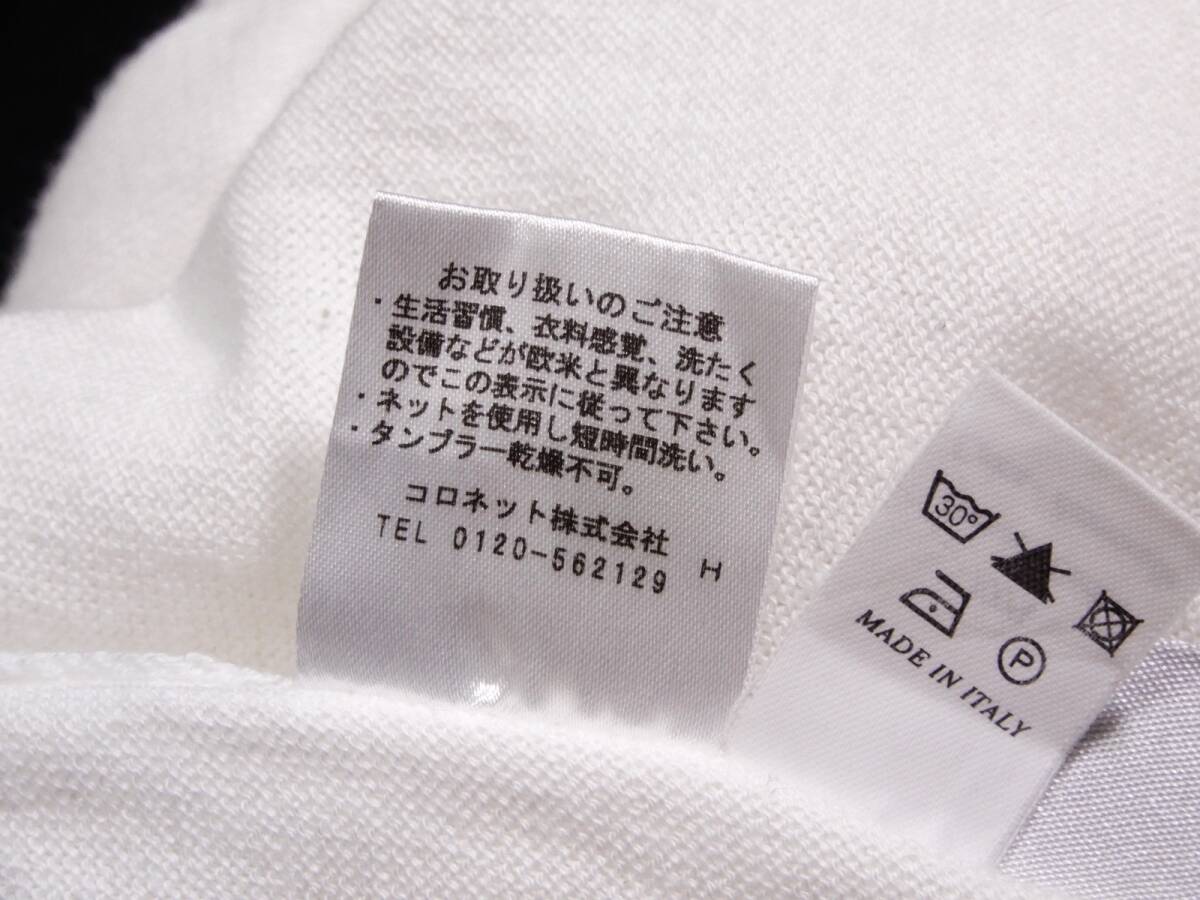 お取り扱いのご注意
・生活習慣、衣料感覚、洗たく
設備などが欧米と異なります
のでこの表示に従って下さい。
・ネットを使用し短時間洗い。
・タンブラー乾燥不可。
コロネット株式会社
TEL 0120-562129 H
30°
P
MADE IN ITALY